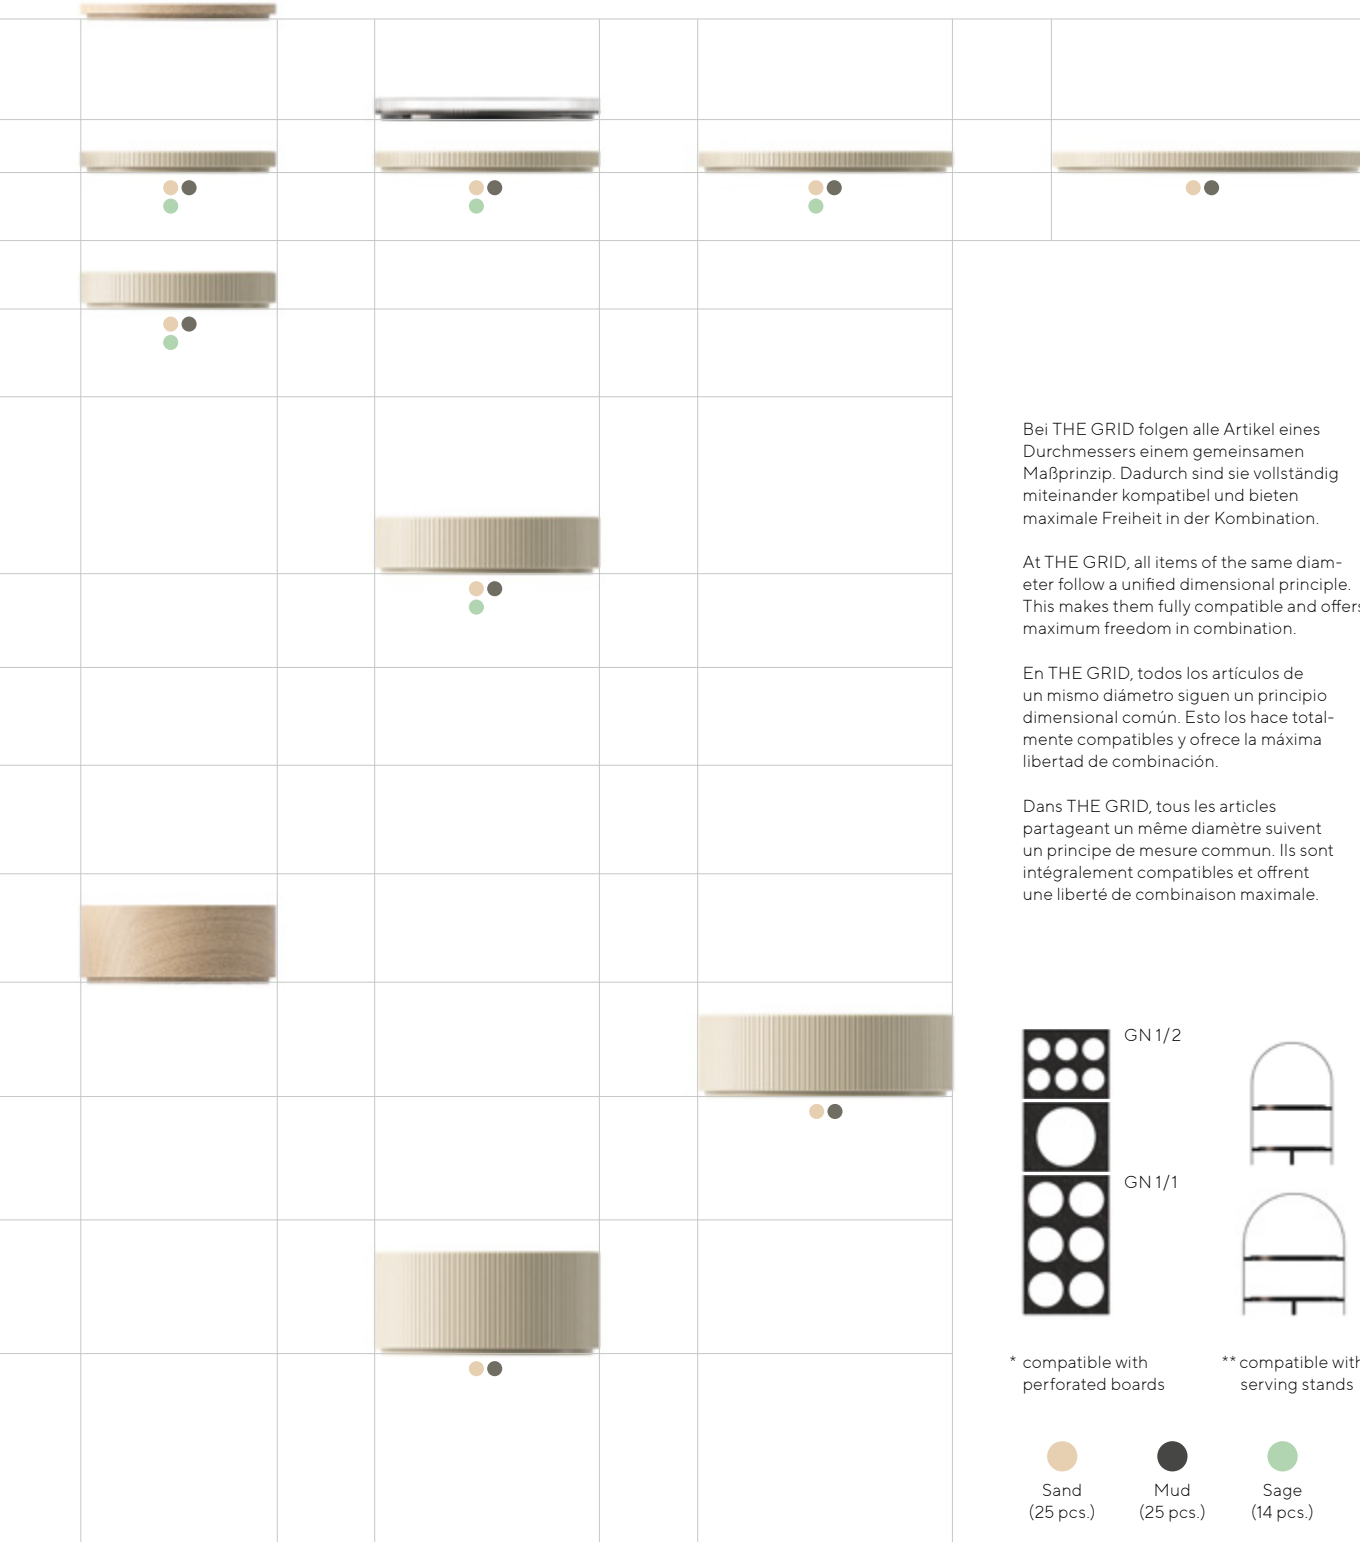 Bei THE GRID folgen alle Artikel eines
Durchmessers einem gemeinsamen
Maßprinzip. Dadurch sind sie vollständig
miteinander kompatibel und bieten
maximale Freiheit in der Kombination.
At THE GRID, all items of the same diam-
eter follow a unified dimensional principle.
This makes them fully compatible and offers
maximum freedom in combination.
En THE GRID, todos los artículos de
un mismo diámetro siguen un principio
dimensional común. Esto los hace total-
mente compatibles y ofrece la máxima
libertad de combinación.
Dans THE GRID, tous les articles
partageant un même diamètre suivent
un principe de mesure commun. Ils sont
intégralement compatibles et offrent
une liberté de combinaison maximale.
GN 1/2
GN 1/1
* compatible with
perforated boards
** compatible with
serving stands
Sand
(25 pcs.)
Mud
(25 pcs.)
Sage
(14 pcs.)